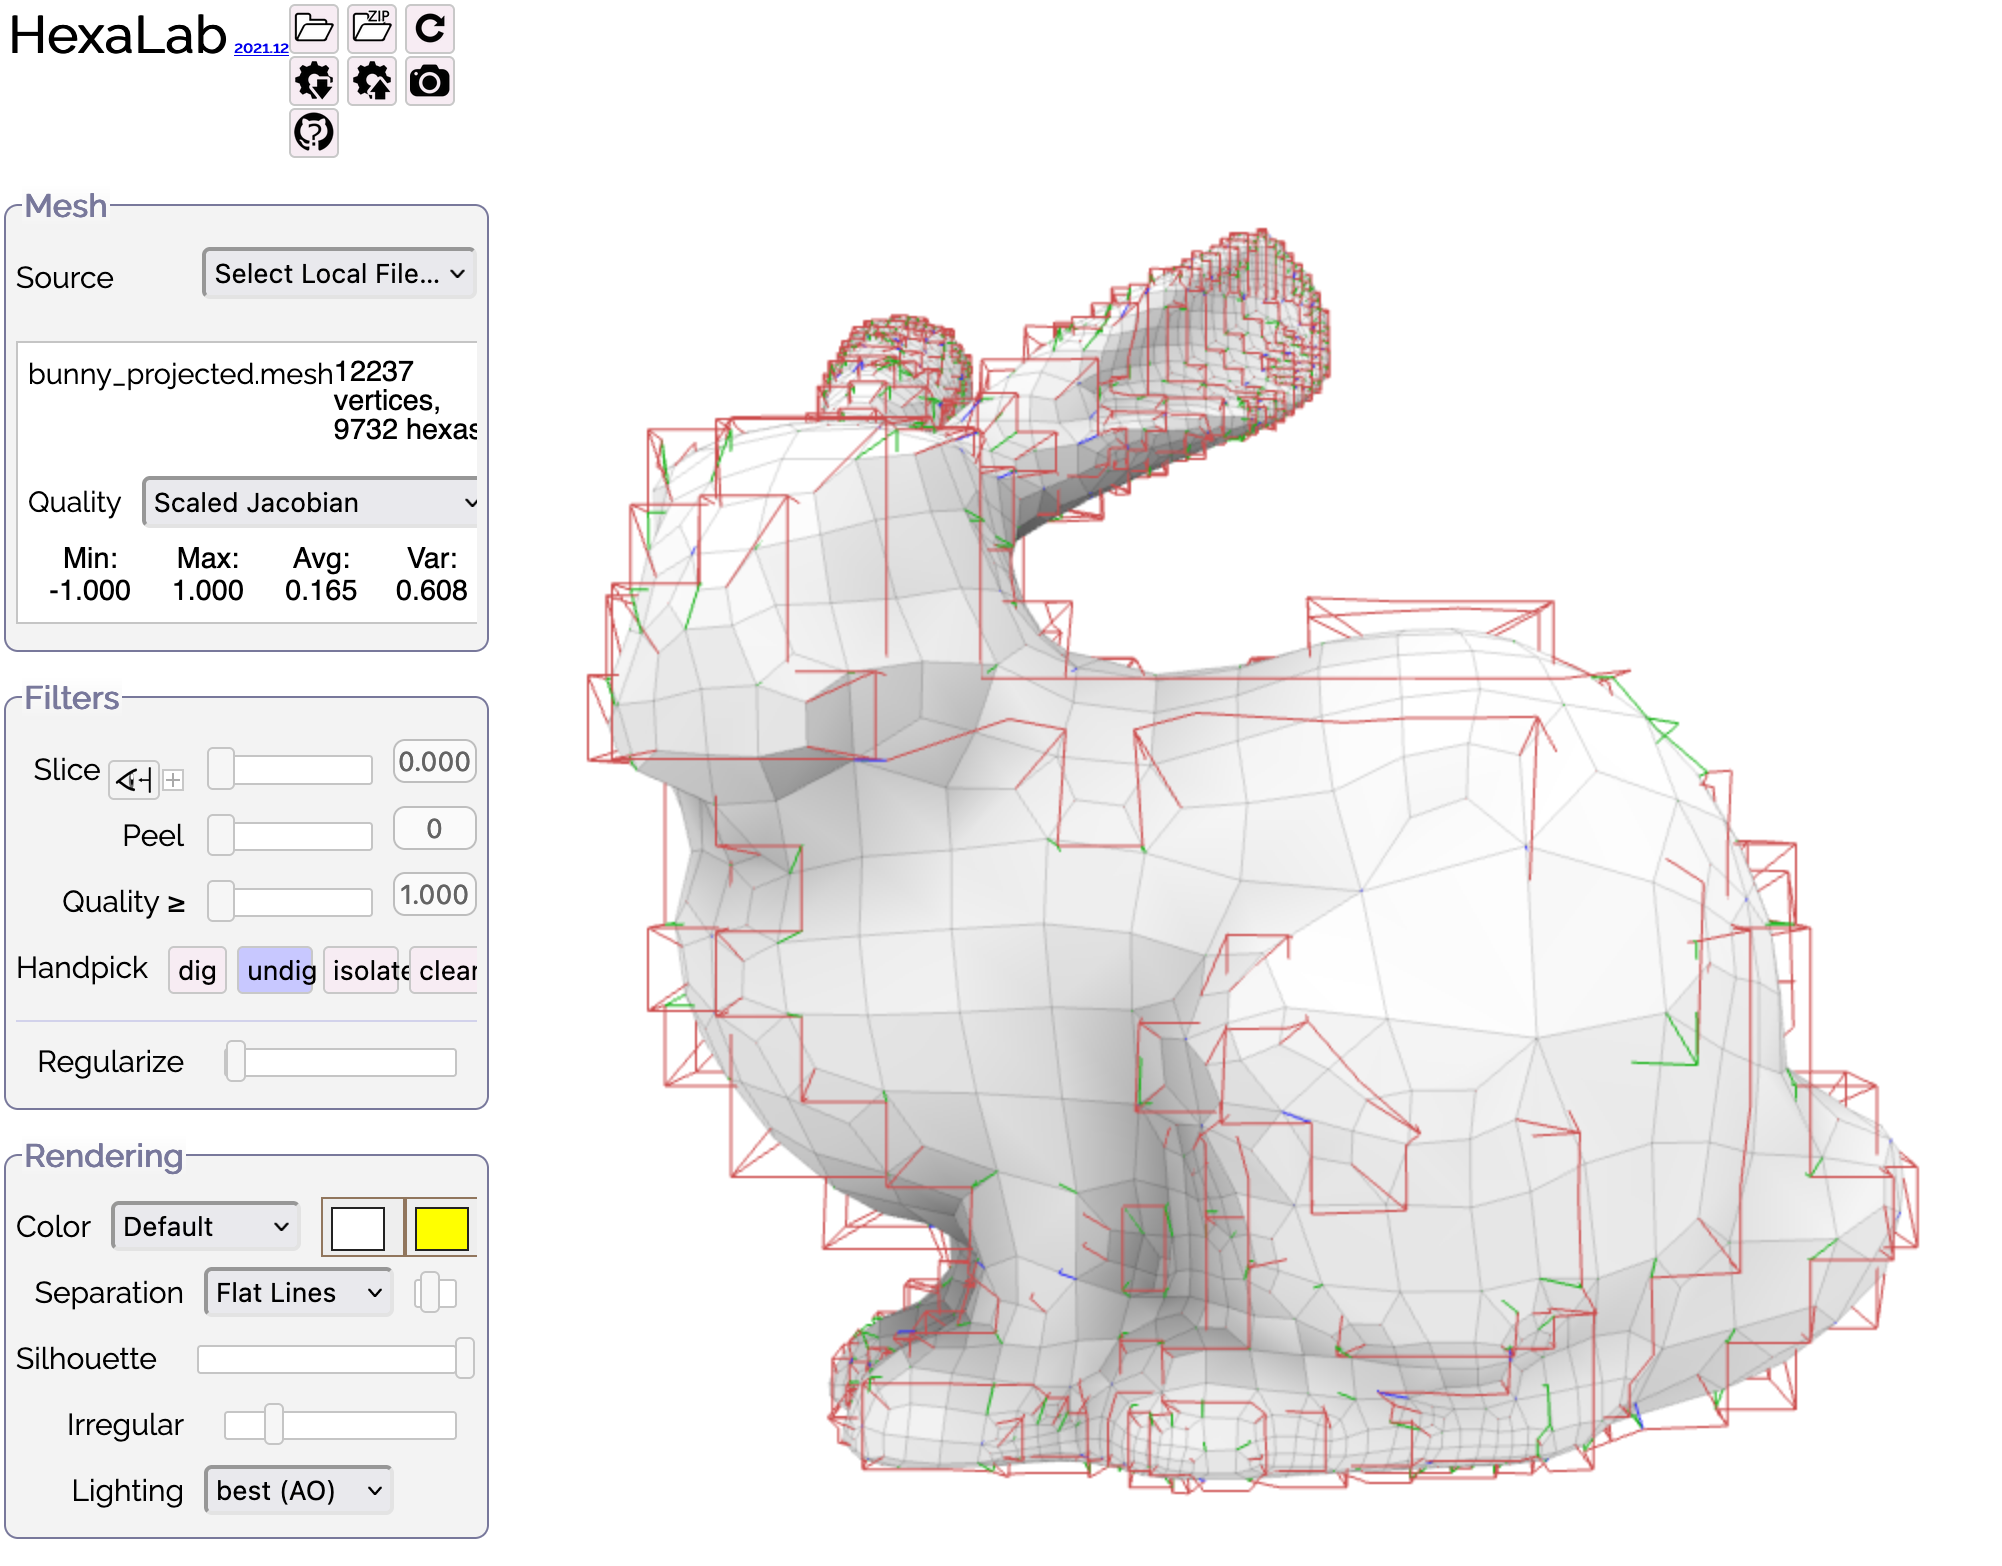 HexaLab 2021.12
ZIP
Mesh
Source Select Local File...
bunny_projected.mesh 12237
vertices,
9732 hexas
Quality Scaled Jacobian
Min: Max: Avg: Var:
-1.000 1.000 0.165 0.608
Filters
Slice 0.000
Peel 0
Quality ≥ 1.000
Handpick dig undig isolate clear
Regularize
Rendering
Color Default
Separation Flat Lines
Silhouette
Irregular
Lighting best (AO)